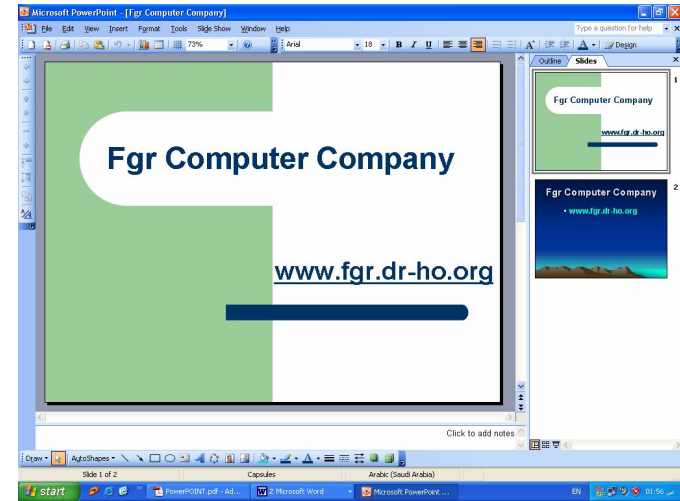 Microsoft PowerPoint - [Fgr Computer Company]
File Edit View Insert Format Tools Slide Show Window Help
Type a question for help
73%
Arial
18
B I U
Design
Outline
Slides
Fgr Computer Company
www.fgr.dr-ho.org
1
Fgr Computer Company
www.fgr.dr-ho.org
2
Fgr Computer Company
• www.fgr.dr-ho.org
Click to add notes
Draw
AutoShapes
Slide 1 of 2
Capsules
Arabic (Saudi Arabia)
start
PowerPOINT.pdf - Ad...
2 Microsoft Word
Microsoft PowerPoint ...
EN
01:56